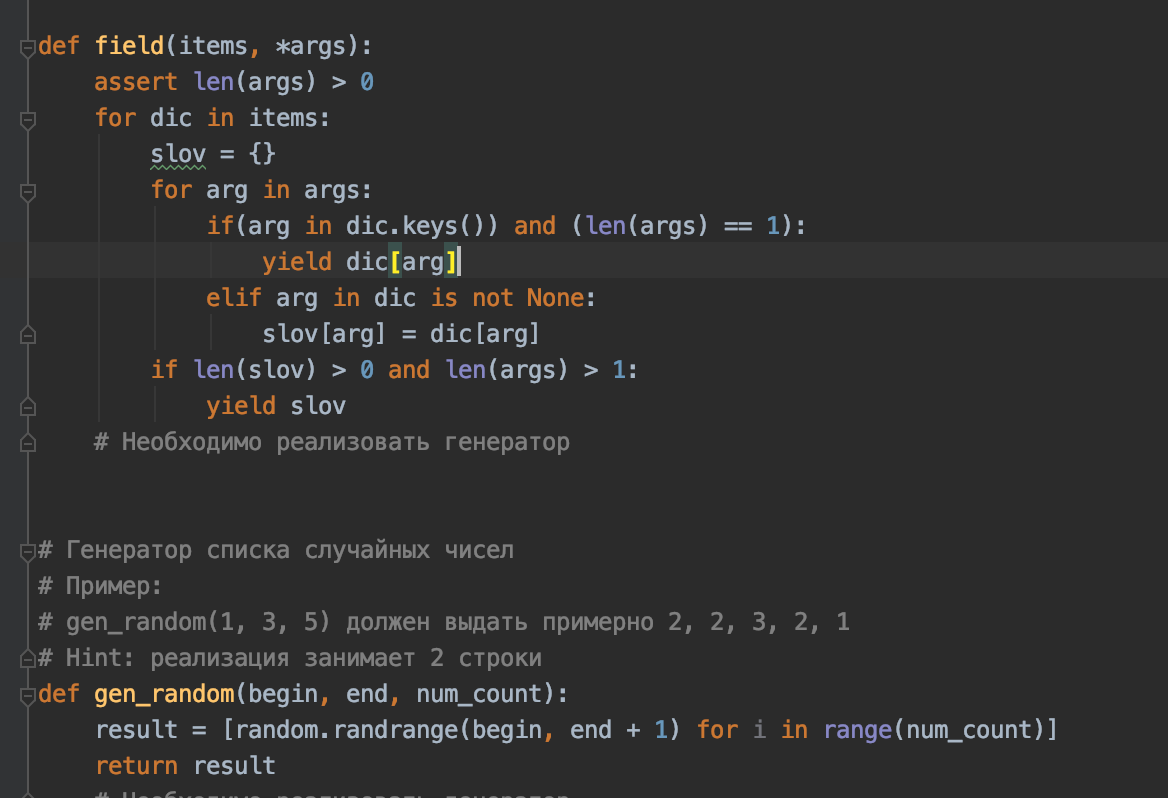 def field(items, *args):
    assert len(args) > 0
    for dic in items:
        slov = {}
        for arg in args:
            if(arg in dic.keys()) and (len(args) == 1):
                yield dic[arg]
            elif arg in dic is not None:
                slov[arg] = dic[arg]
        if len(slov) > 0 and len(args) > 1:
            yield slov
    # Необходимо реализовать генератор
# Генератор списка случайных чисел
# Пример:
# gen_random(1, 3, 5) должен выдать примерно 2, 2, 3, 2, 1
# Hint: реализация занимает 2 строки
def gen_random(begin, end, num_count):
    result = [random.randrange(begin, end + 1) for i in range(num_count)]
    return result